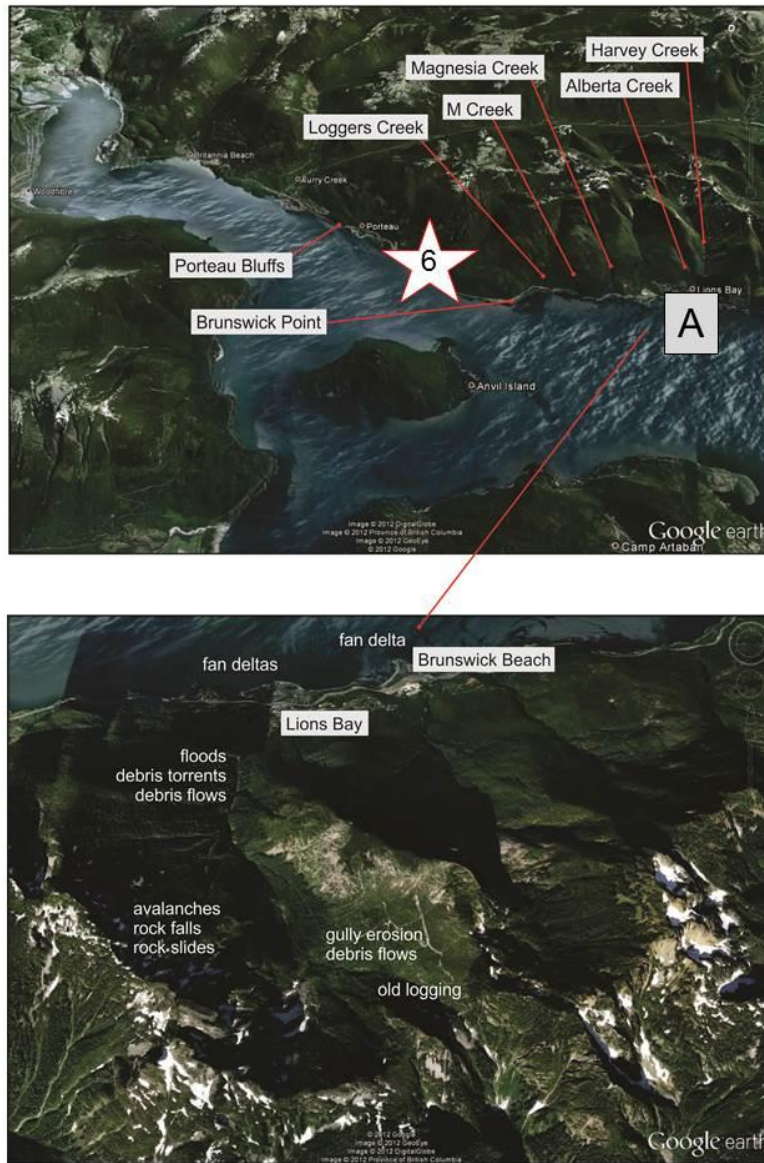 Harvey Creek
Magnesia Creek
Alberta Creek
M Creek
Loggers Creek
Britannia Beach
Woodfibre
Porteau
6
Porteau Bluffs
Lions Bay
Brunswick Point
A
Anvil Island
Image © 2012 DigitalGlobe
Image © 2012 Province of British Columbia
Image © 2012 GeoEye
© 2012 Google
Google earth
Camp Artaban
fan delta
fan deltas
Brunswick Beach
Lions Bay
floods
debris torrents
debris flows
avalanches
rock falls
rock slides
gully erosion
debris flows
old logging
© 2012 Google
Image © 2012 GeoEye
Image © 2012 DigitalGlobe
Image © 2012 Province of British Columbia
Google earth